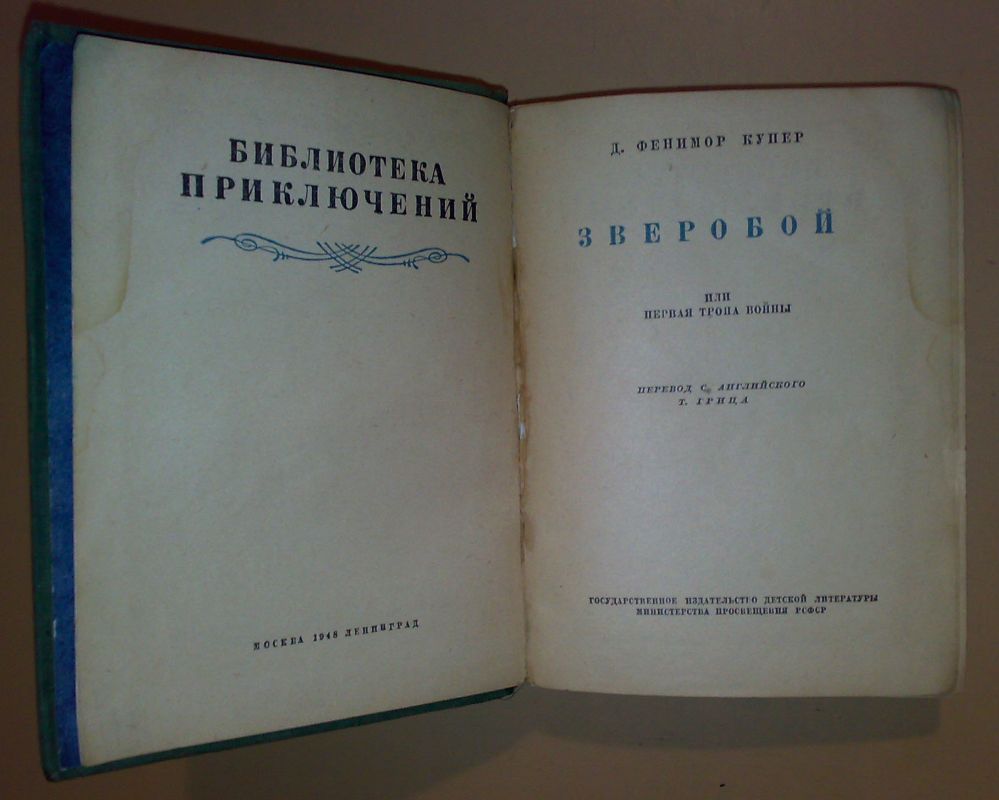 БИБЛИОТЕКА
ПРИКЛЮЧЕНИЙ
МОСКВА 1948 ЛЕНИНГРАД
Д. ФЕНИМОР КУПЕР
ЗВЕРОБОЙ
ИЛИ
ПЕРВАЯ ТРОПА ВОЙНЫ
ПЕРЕВОД С АНГЛИЙСКОГО
Т. ГРИЦА
ГОСУДАРСТВЕННОЕ ИЗДАТЕЛЬСТВО ДЕТСКОЙ ЛИТЕРАТУРЫ
МИНИСТЕРСТВА ПРОСВЕЩЕНИЯ РСФСР